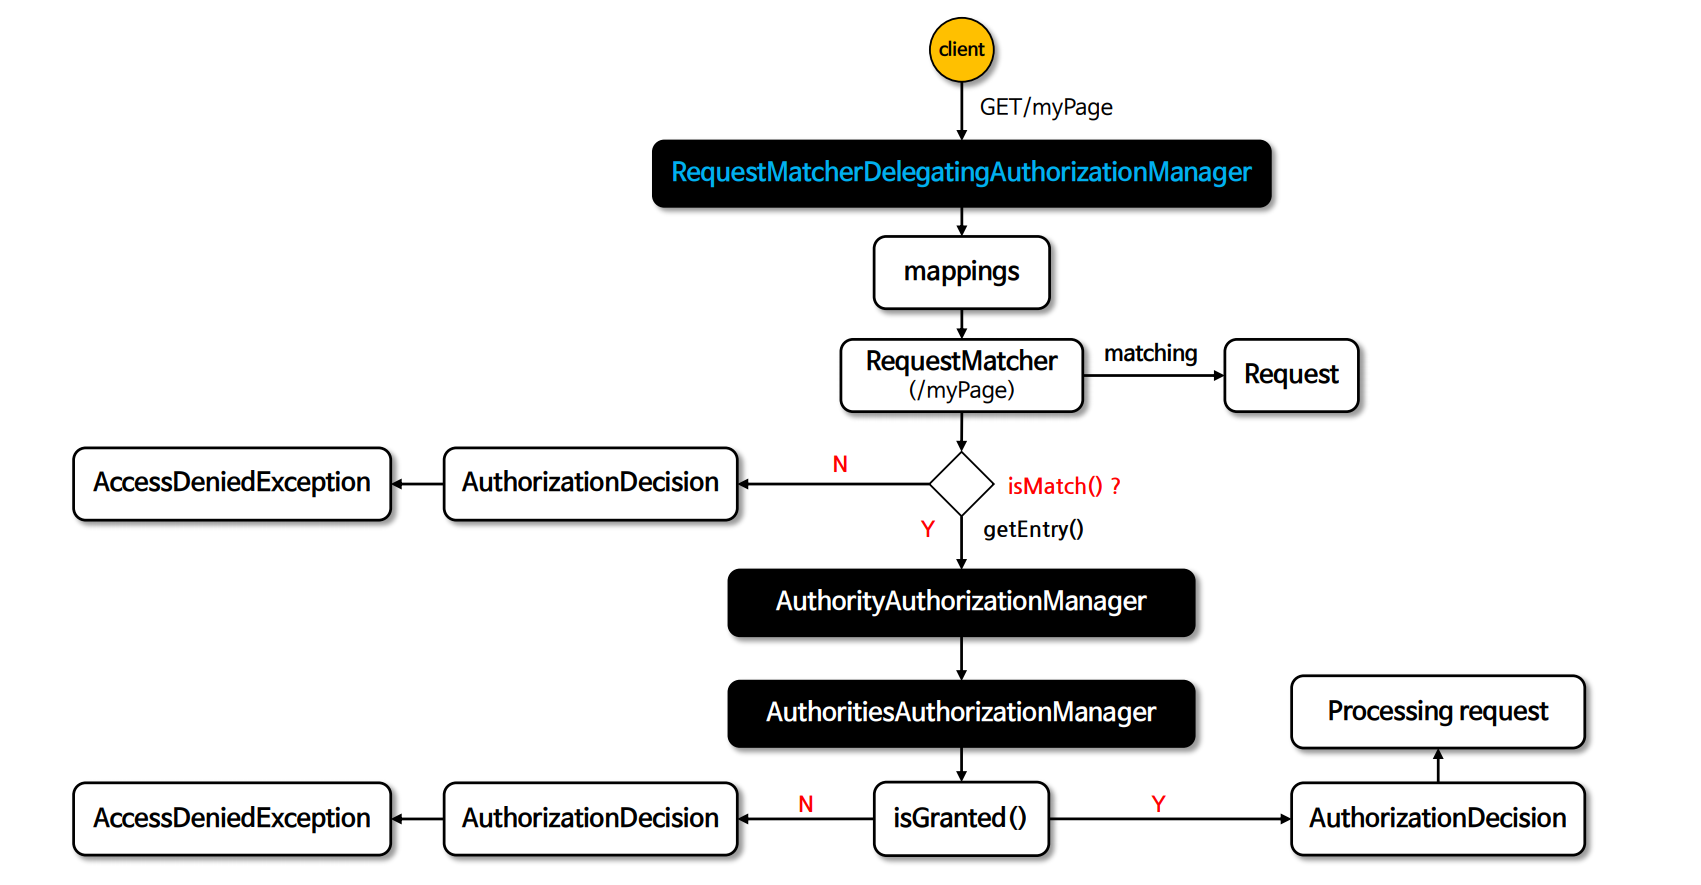 client
GET/myPage
RequestMatcherDelegatingAuthorizationManager
mappings
RequestMatcher
(/myPage)
matching
Request
AccessDeniedException
AuthorizationDecision
N
isMatch() ?
Y
getEntry()
AuthorityAuthorizationManager
AuthoritiesAuthorizationManager
Processing request
AccessDeniedException
AuthorizationDecision
N
isGranted()
Y
AuthorizationDecision